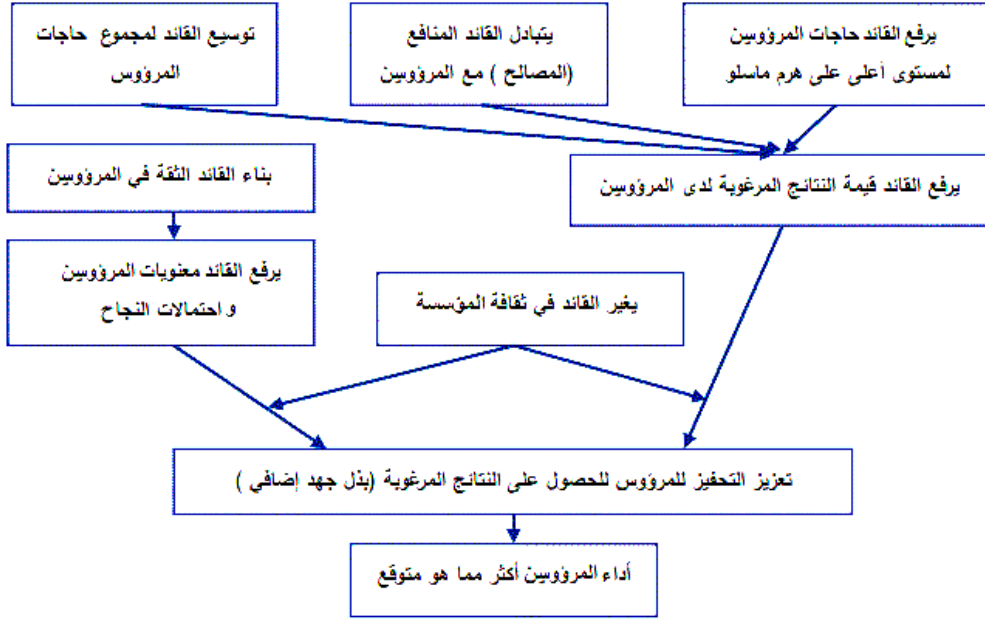 يرفع القائد حاجات المرؤوسين
لمستوى أعلى على هرم ماسلو
يتبادل القائد المنافع
(المصالح ) مع المرؤوسين
توسيع القائد لمجموع حاجات
المرؤوس
يرفع القائد قيمة النتائج المرغوبة لدى المرؤوسين
بناء القائد الثقة في المرؤوسين
يرفع القائد معنويات المرؤوسين
و احتمالات النجاح
يغير القائد في ثقافة المؤسسة
تعزيز التحفيز للمرؤوس للحصول على النتائج المرغوبة (بذل جهد إضافي )
أداء المرؤوسين أكثر مما هو متوقع